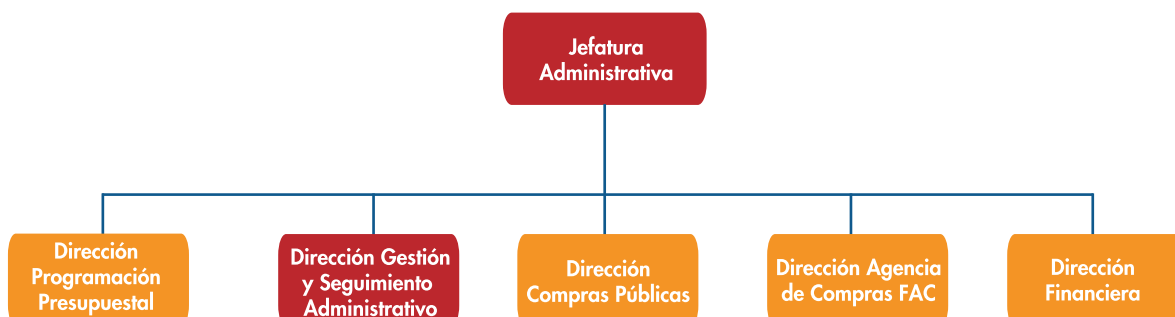 Jefatura
Administrativa
Dirección
Programación
Presupuestal
Dirección Gestión
y Seguimiento
Administrativo
Dirección
Compras Públicas
Dirección Agencia
de Compras FAC
Dirección
Financiera